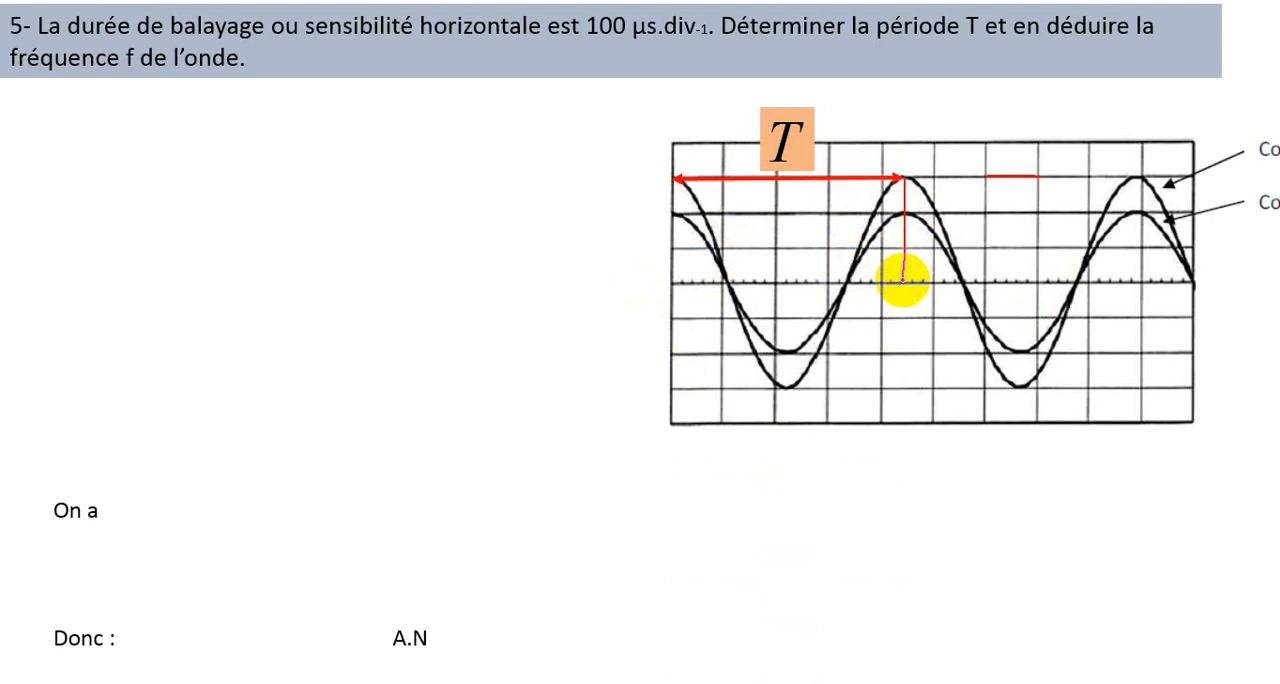 5- La durée de balayage ou sensibilité horizontale est 100 µs.div-1. Déterminer la période T et en déduire la
fréquence f de l’onde.
T
Co
Co
On a
Donc :
A.N